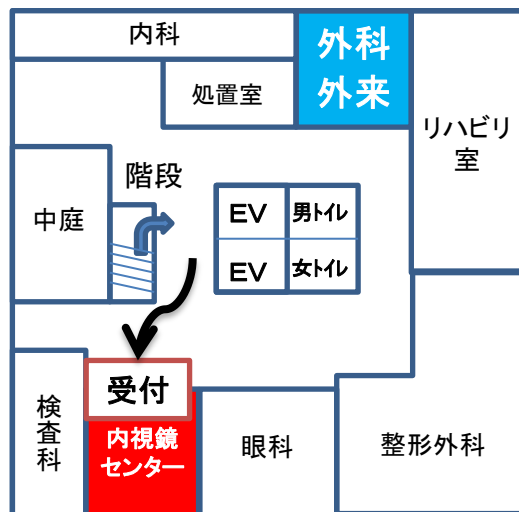 内科
外科
外来
処置室
リハビリ
室
階段
中庭
EV
男トイレ
EV
女トイレ
受付
検
査
科
内視鏡
センター
眼科
整形外科